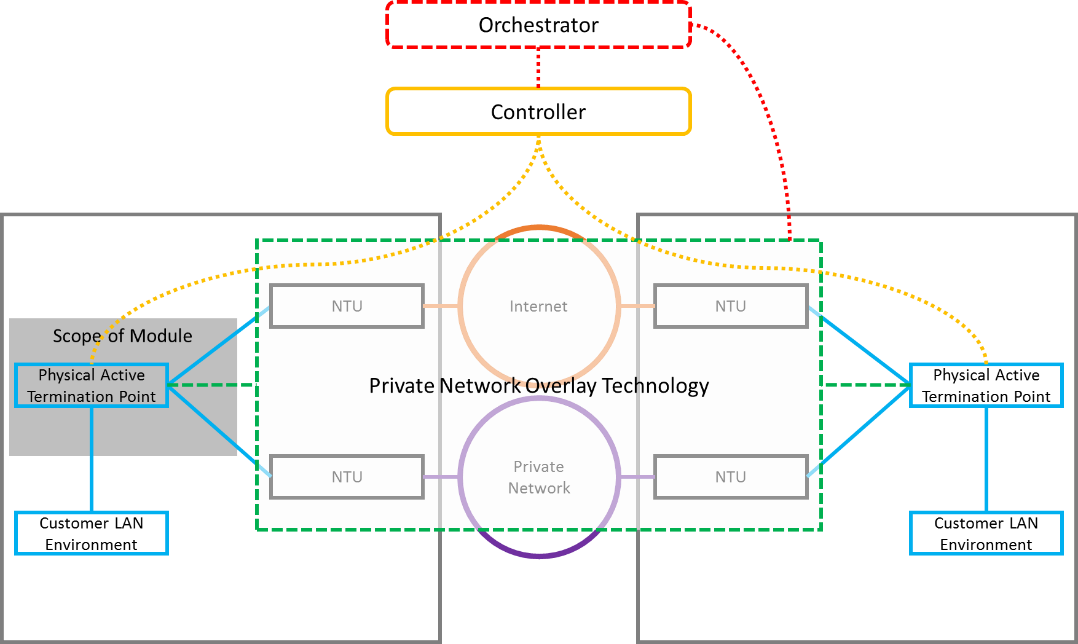 Orchestrator
Controller
NTU
Internet
NTU
Scope of Module
Physical Active
Termination Point
Private Network Overlay Technology
Physical Active
Termination Point
NTU
Private
Network
NTU
Customer LAN
Environment
Customer LAN
Environment